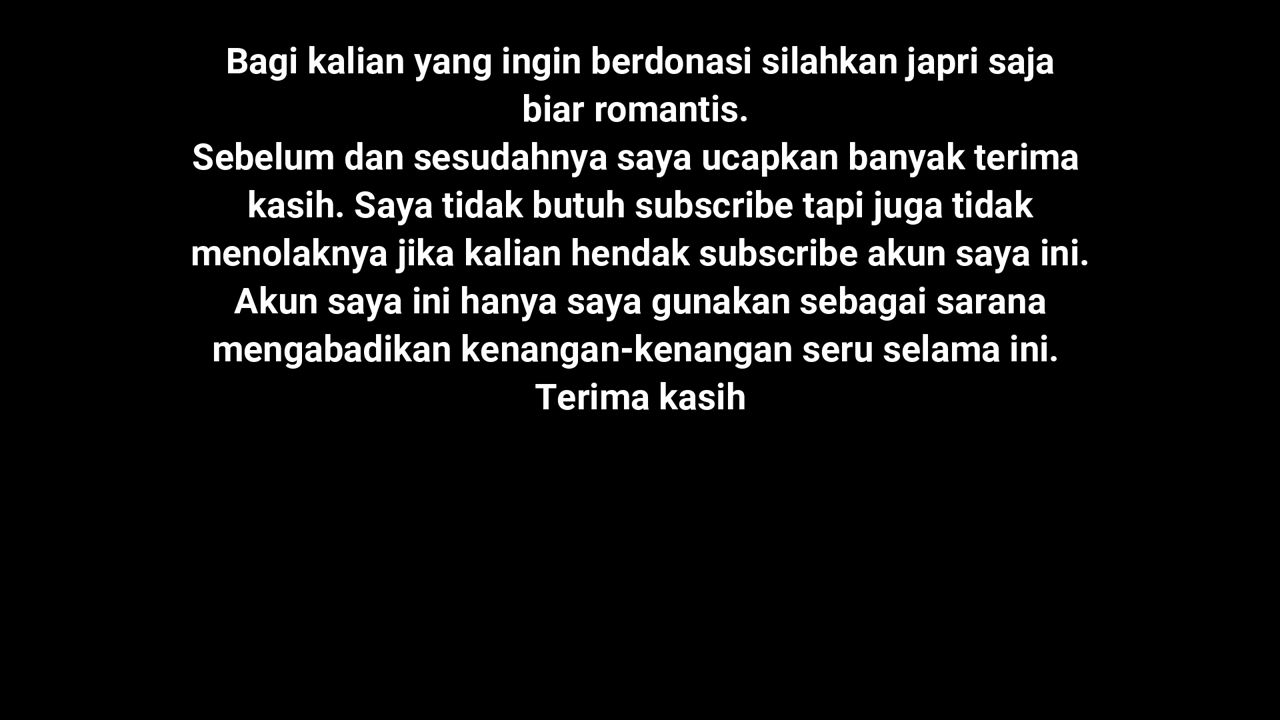 Bagi kalian yang ingin berdonasi silahkan japri saja
biar romantis.
Sebelum dan sesudahnya saya ucapkan banyak terima
kasih. Saya tidak butuh subscribe tapi juga tidak
menolaknya jika kalian hendak subscribe akun saya ini.
Akun saya ini hanya saya gunakan sebagai sarana
mengabadikan kenangan-kenangan seru selama ini.
Terima kasih